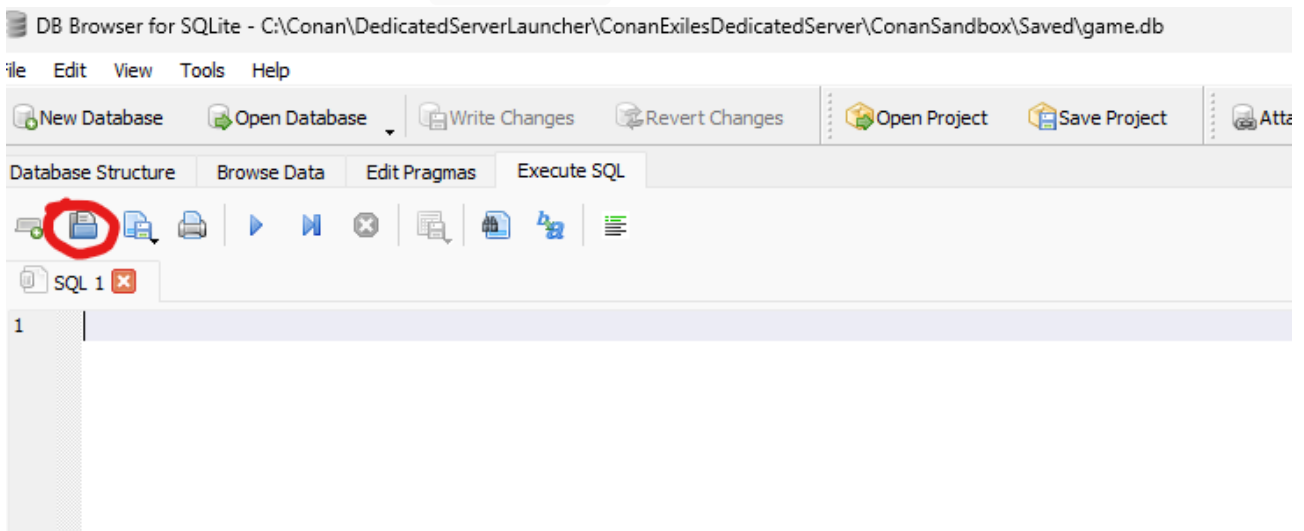 DB Browser for SQLite - C:\Conan\DedicatedServerLauncher\ConanExilesDedicatedServer\ConanSandbox\Saved\game.db
File Edit View Tools Help
New Database Open Database Write Changes Revert Changes Open Project Save Project Atta
Database Structure Browse Data Edit Pragmas Execute SQL
SQL 1
1